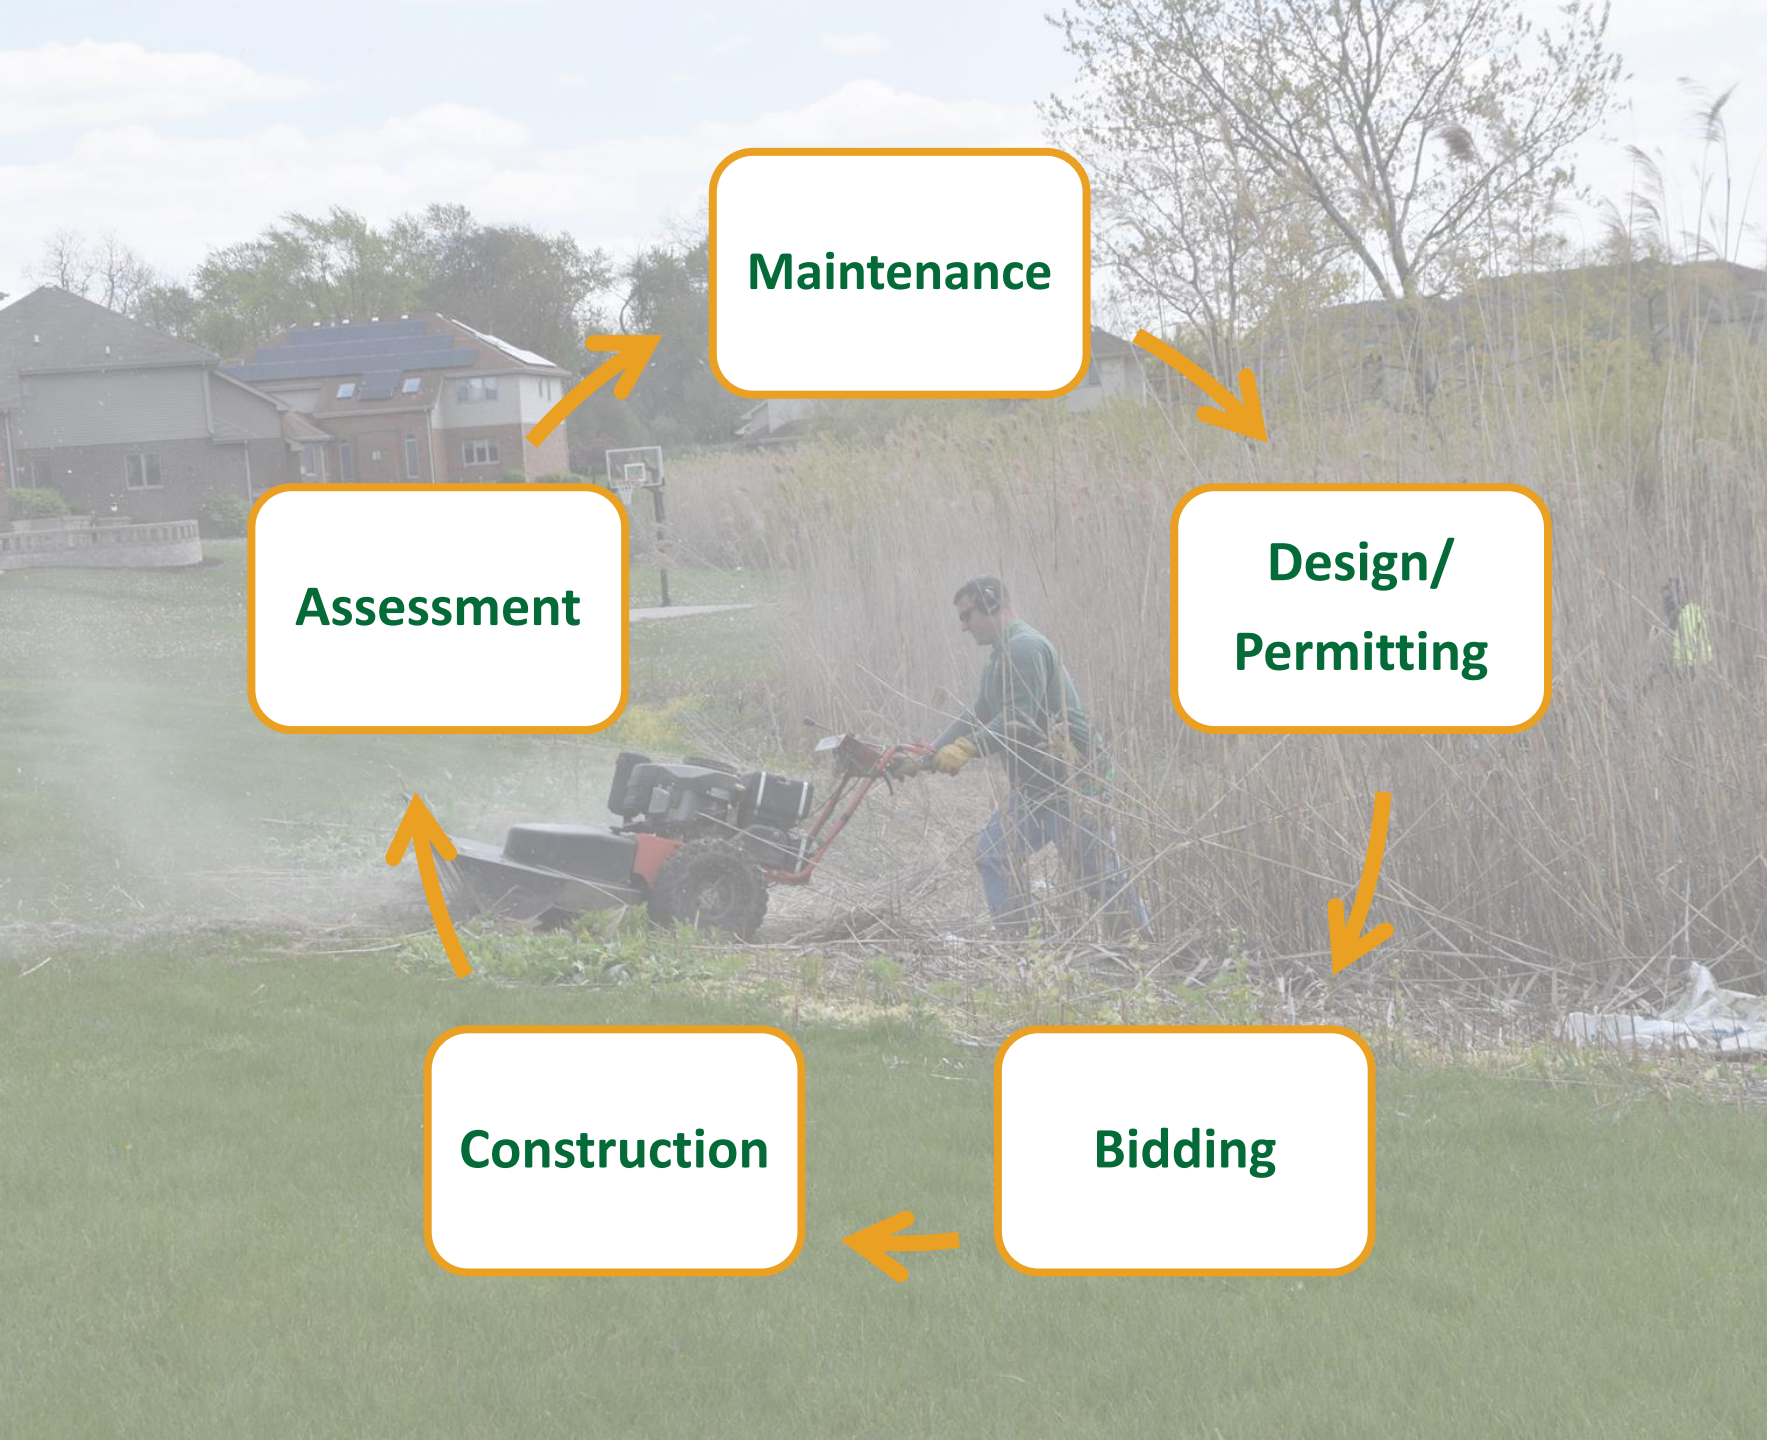 Maintenance
Design/
Permitting
Bidding
Construction
Assessment